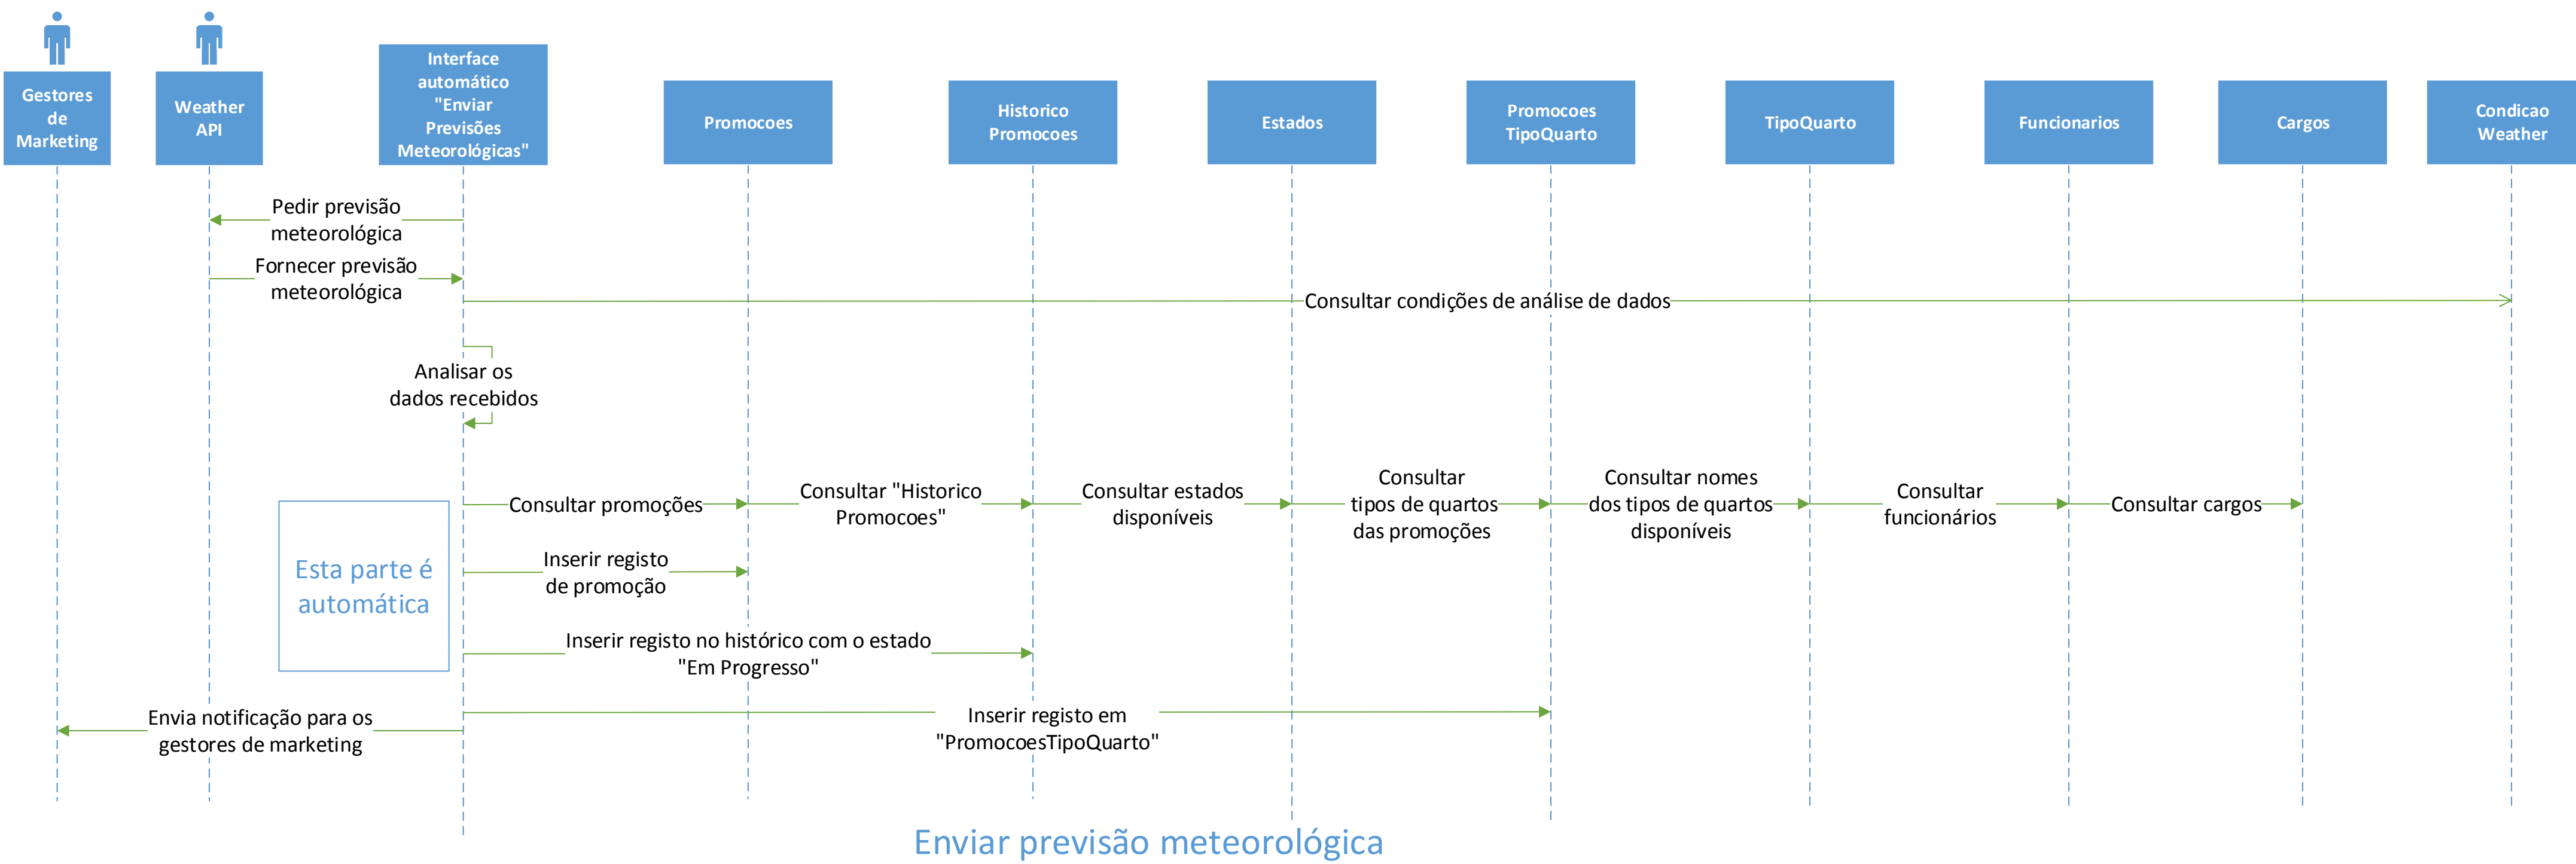 Gestores
de
Marketing
Weather
API
Interface
automático
"Enviar
Previsões
Meteorológicas"
Promocoes
Historico
Promocoes
Estados
Promocoes
TipoQuarto
TipoQuarto
Funcionarios
Cargos
Condicao
Weather
Pedir previsão
meteorológica
Fornecer previsão
meteorológica
Consultar condições de análise de dados
Analisar os
dados recebidos
Consultar promoções
Consultar "Historico
Promocoes"
Consultar estados
disponíveis
Consultar
tipos de quartos
das promoções
Consultar nomes
dos tipos de quartos
disponíveis
Consultar
funcionários
Consultar cargos
Esta parte é
automática
Inserir registo
de promoção
Inserir registo no histórico com o estado
"Em Progresso"
Envia notificação para os
gestores de marketing
Inserir registo em
"PromocoesTipoQuarto"
Enviar previsão meteorológica